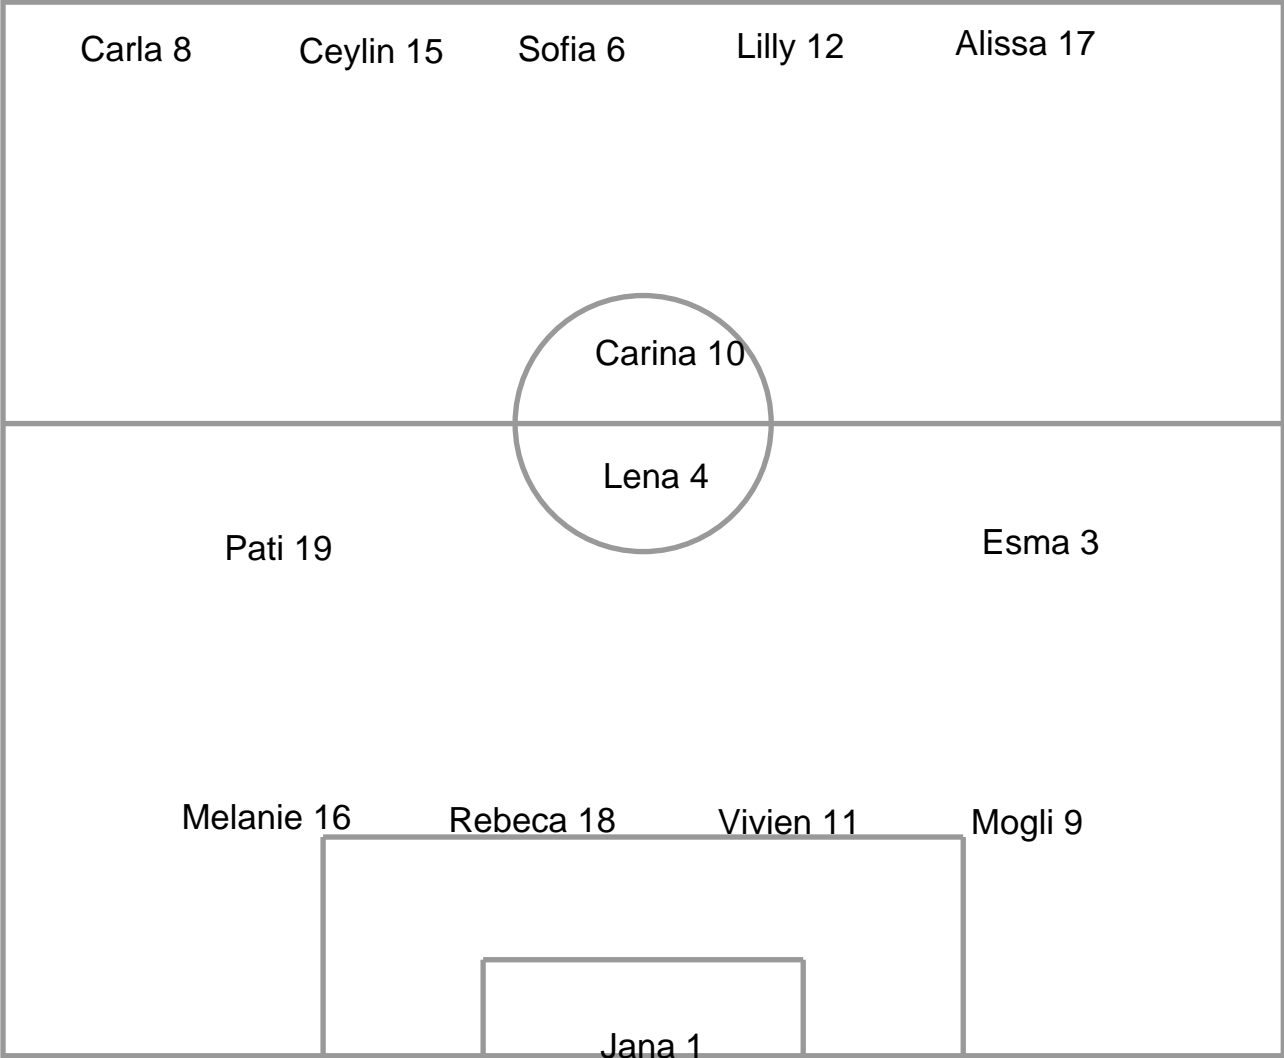 Carla 8 Ceylin 15 Sofia 6 Lilly 12 Alissa 17
Carina 10
Lena 4
Pati 19 Esma 3
Melanie 16 Rebeca 18 Vivien 11 Mogli 9
Jana 1